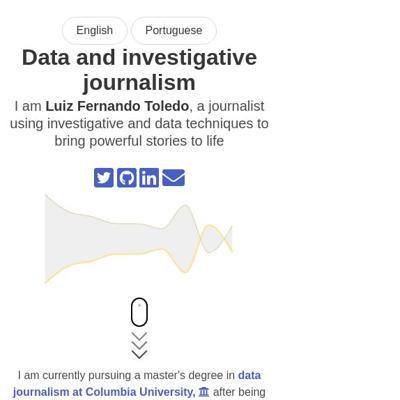 English Portuguese
Data and investigative
journalism
I am Luiz Fernando Toledo, a journalist
using investigative and data techniques to
bring powerful stories to life
I am currently pursuing a master's degree in data
journalism at Columbia University, after being